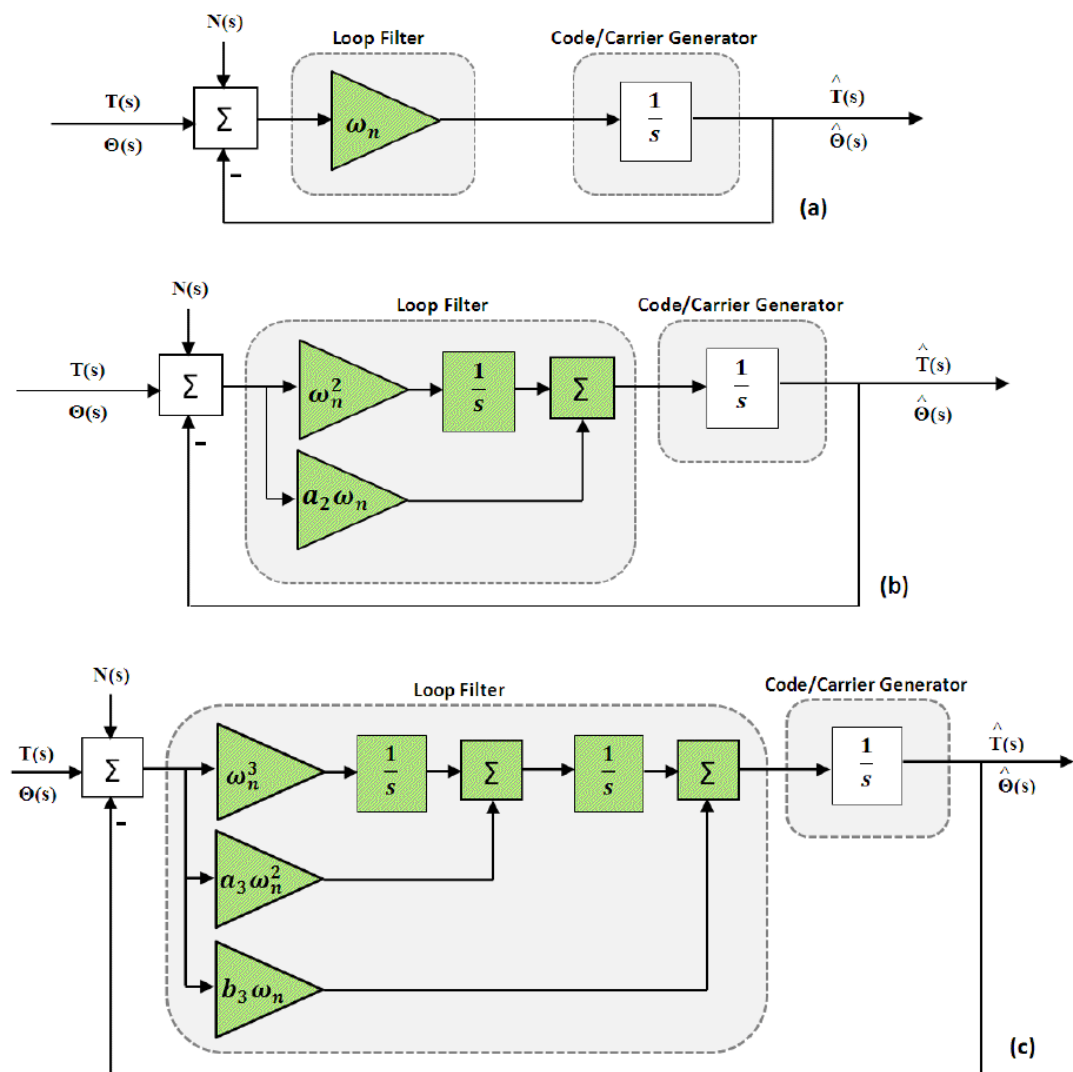 N(s)
Loop Filter
Code/Carrier Generator
T(s)
Θ(s)
Σ
-
ωₙ
1/s
T̂(s)
Θ̂(s)
(a)
N(s)
Loop Filter
Code/Carrier Generator
T(s)
Θ(s)
Σ
-
ωₙ²
1/s
Σ
1/s
T̂(s)
Θ̂(s)
a₂ωₙ
(b)
N(s)
Loop Filter
Code/Carrier Generator
T(s)
Θ(s)
Σ
-
ωₙ³
1/s
Σ
1/s
Σ
1/s
T̂(s)
Θ̂(s)
a₃ωₙ²
b₃ωₙ
(c)